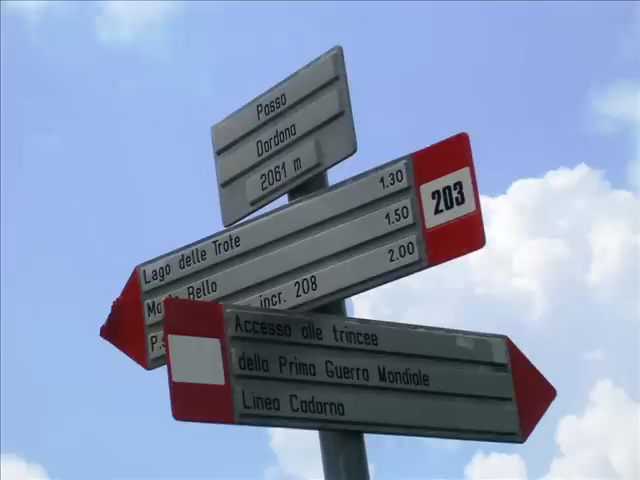 Passo
Dordona
2061 m
Lago delle Trote 1.30
Bello 1.50
incr. 208 2.00
203
Accesso alle trincee
della Prima Guerra Mondiale
Linea Cadorna